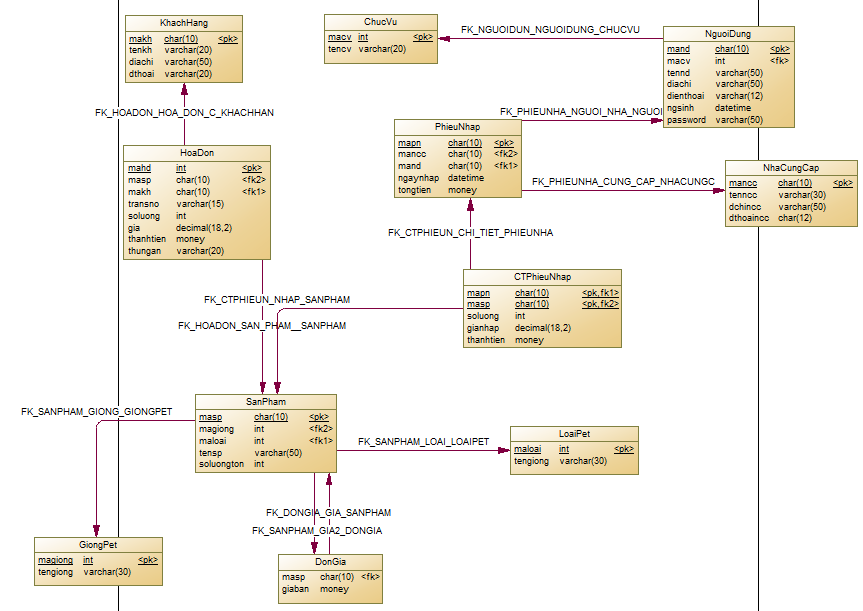 KhachHang
makh char(10) <pk>
tenkh varchar(20)
diachi varchar(50)
dthoai varchar(20)
ChucVu
macv int <pk>
tencv varchar(20)
FK_NGUOIDUN_NGUOIDUNG_CHUCVU
NguoiDung
mand char(10) <pk>
macv int <fk>
tennd varchar(50)
diachi varchar(50)
dienthoai varchar(12)
ngsinh datetime
password varchar(50)
FK_HOADON_HOA_DON_C_KHACHHAN
FK_PHIEUNHA_NGUOI_NHA_NGUOI
PhieuNhap
mapn char(10) <pk>
mancc char(10) <fk2>
mand char(10) <fk1>
ngaynhap datetime
tongtien money
HoaDon
mahd int <pk>
masp char(10) <fk2>
makh char(10) <fk1>
transno varchar(15)
soluong int
gia decimal(18,2)
thanhtien money
thungan varchar(20)
FK_PHIEUNHA_CUNG_CAP_NHACUNGC
NhaCungCap
mancc char(10) <pk>
tenncc varchar(30)
dchincc varchar(50)
dthoaincc char(12)
FK_CTPHIEUN_CHI_TIET_PHIEUNHA
CTPhieuNhap
mapn char(10) <pk,fk1>
masp char(10) <pk,fk2>
soluong int
gianhap decimal(18,2)
thanhtien money
FK_CTPHIEUN_NHAP_SANPHAM
FK_HOADON_SAN_PHAM__SANPHAM
SanPham
masp char(10) <pk>
magiong int <fk2>
maloai int <fk1>
tensp varchar(50)
soluongton int
FK_SANPHAM_GIONG_GIONGPET
FK_SANPHAM_LOAI_LOAIPET
LoaiPet
maloai int <pk>
tengiong varchar(30)
FK_DONGIA_GIA_SANPHAM
FK_SANPHAM_GIA2_DONGIA
GiongPet
magiong int <pk>
tengiong varchar(30)
DonGia
masp char(10) <fk>
giaban money